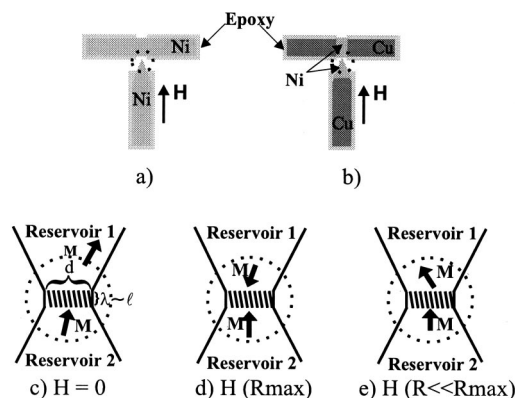 Epoxy
Ni
Ni
H
a)
Cu
Ni
Cu
H
b)
Reservoir 1
M
d
λ~ℓ
M
Reservoir 2
c) H = 0
Reservoir 1
M
M
Reservoir 2
d) H (Rmax)
Reservoir 1
M
M
Reservoir 2
e) H (R<<Rmax)